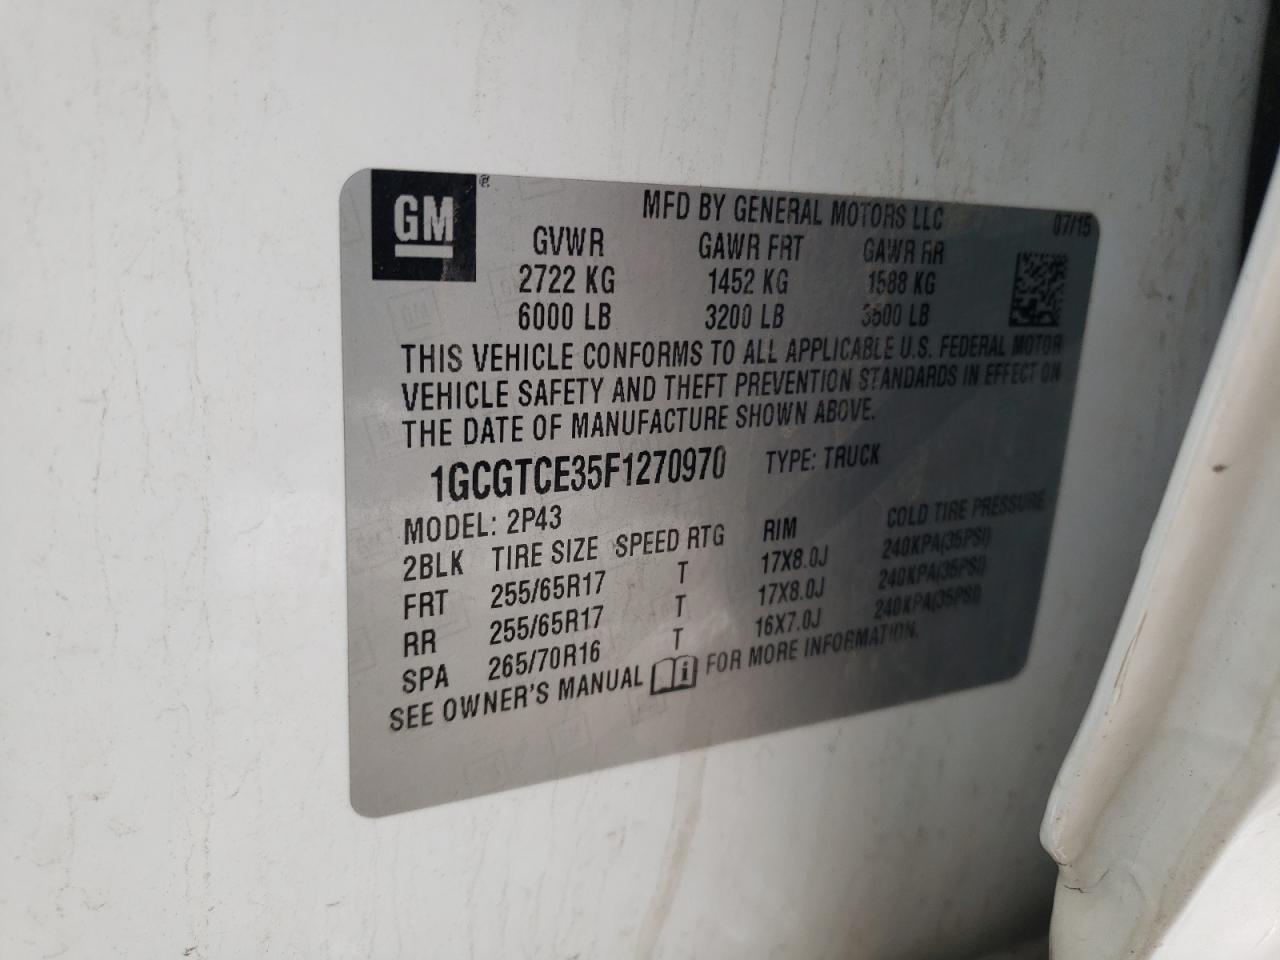 GM ®
MFD BY GENERAL MOTORS LLC 07/15
GVWR GAWR FRT GAWR RR
2722 KG 1452 KG 1588 KG
6000 LB 3200 LB 3500 LB
THIS VEHICLE CONFORMS TO ALL APPLICABLE U.S. FEDERAL MOTOR
VEHICLE SAFETY AND THEFT PREVENTION STANDARDS IN EFFECT ON
THE DATE OF MANUFACTURE SHOWN ABOVE.
1GCGTCE35F1270970 TYPE: TRUCK
MODEL: 2P43
2BLK TIRE SIZE SPEED RTG RIM COLD TIRE PRESSURE
FRT 255/65R17 T 17X8.0J 240KPA(35PSI)
RR 255/65R17 T 17X8.0J 240KPA(35PSI)
SPA 265/70R16 T 16X7.0J 240KPA(35PSI)
SEE OWNER'S MANUAL FOR MORE INFORMATION.